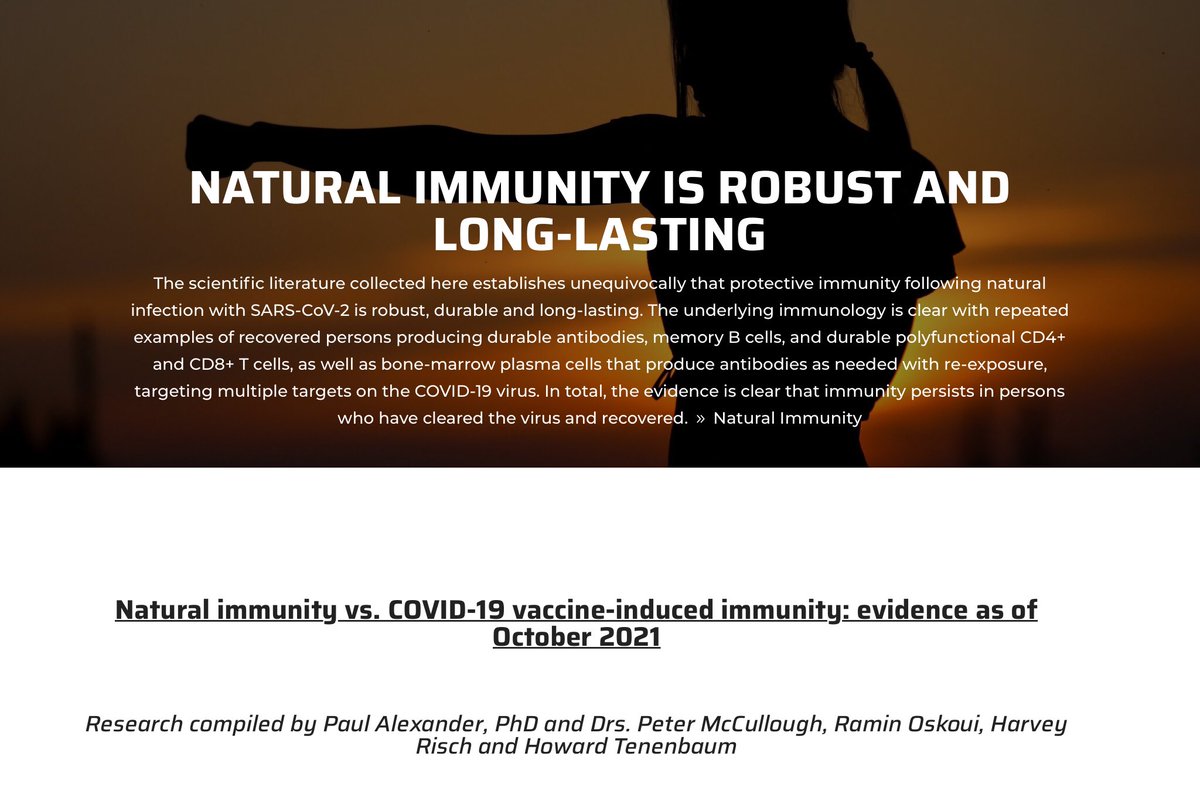 NATURAL IMMUNITY IS ROBUST AND
LONG-LASTING
The scientific literature collected here establishes unequivocally that protective immunity following natural
infection with SARS-CoV-2 is robust, durable and long-lasting. The underlying immunology is clear with repeated
examples of recovered persons producing durable antibodies, memory B cells, and durable polyfunctional CD4+
and CD8+ T cells, as well as bone-marrow plasma cells that produce antibodies as needed with re-exposure,
targeting multiple targets on the COVID-19 virus. In total, the evidence is clear that immunity persists in persons
who have cleared the virus and recovered. » Natural Immunity
Natural immunity vs. COVID-19 vaccine-induced immunity: evidence as of
October 2021
Research compiled by Paul Alexander, PhD and Drs. Peter McCullough, Ramin Oskoui, Harvey
Risch and Howard Tenenbaum